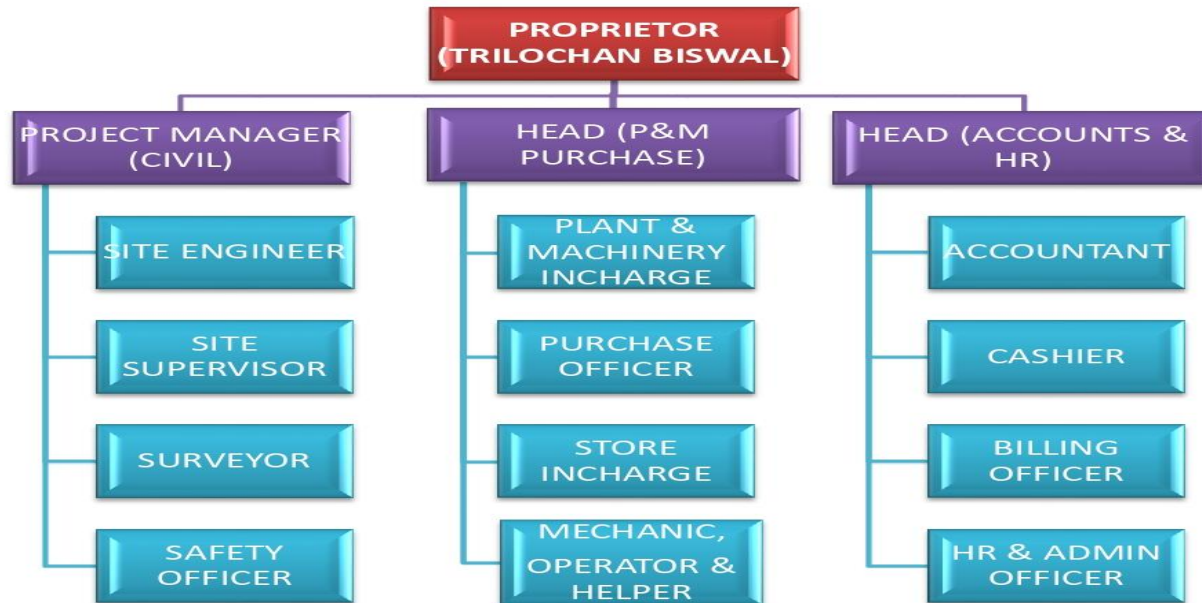 PROPRIETOR
(TRILOCHAN BISWAL)
PROJECT MANAGER
(CIVIL)
HEAD (P&M
PURCHASE)
HEAD (ACCOUNTS &
HR)
SITE ENGINEER
SITE
SUPERVISOR
SURVEYOR
SAFETY
OFFICER
PLANT &
MACHINERY
INCHARGE
PURCHASE
OFFICER
STORE
INCHARGE
MECHANIC,
OPERATOR &
HELPER
ACCOUNTANT
CASHIER
BILLING
OFFICER
HR & ADMIN
OFFICER